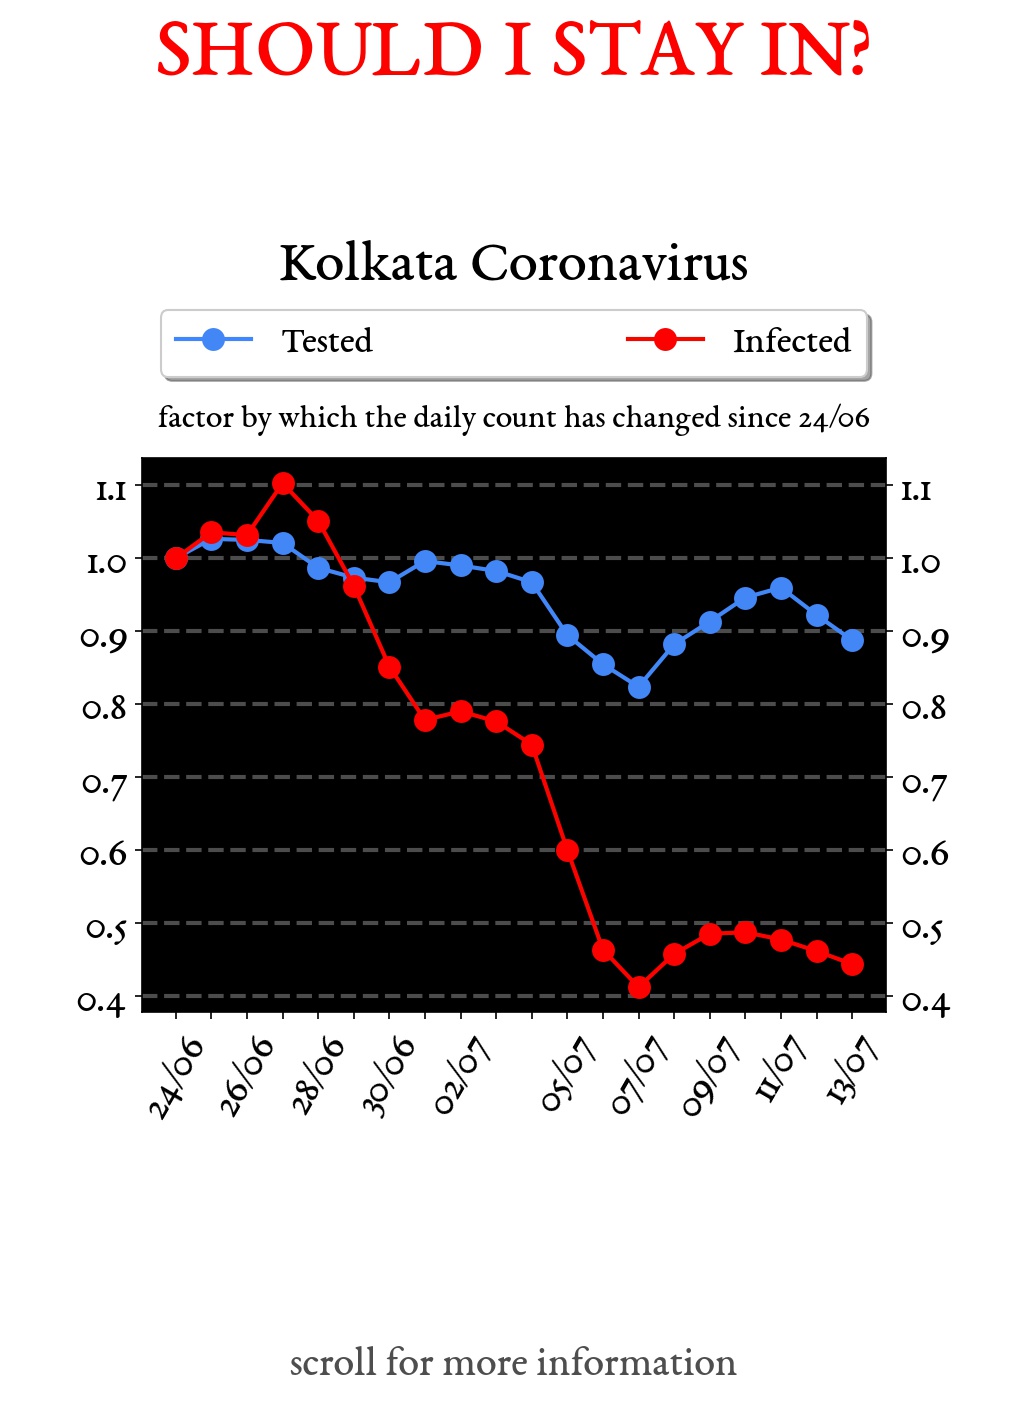 SHOULD I STAY IN?
Kolkata Coronavirus
Tested Infected
factor by which the daily count has changed since 24/06
1.1 1.1
1.0 1.0
0.9 0.9
0.8 0.8
0.7 0.7
0.6 0.6
0.5 0.5
0.4 0.4
24/06 26/06 28/06 30/06 02/07 05/07 07/07 09/07 11/07 13/07
scroll for more information